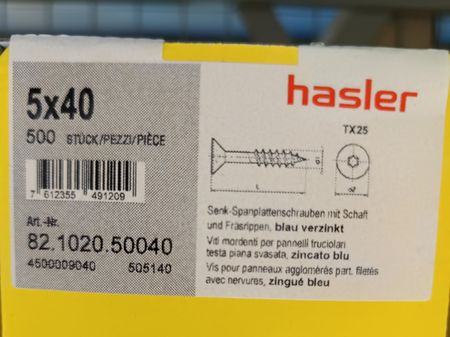 5x40
500 STÜCK/PEZZI/PIÈCE
7 612355 491209
Art.-Nr.
82.1020.50040
4500009040 505140
hasler
TX25
L
d2
Senk-Spanplattenschrauben mit Schaft
und Fräsrippen, blau verzinkt
Viti mordenti per pannelli truciolari
testa piana svasata, zincato blu
Vis pour panneaux agglomérés part. filetés
avec nervures, zingué bleu